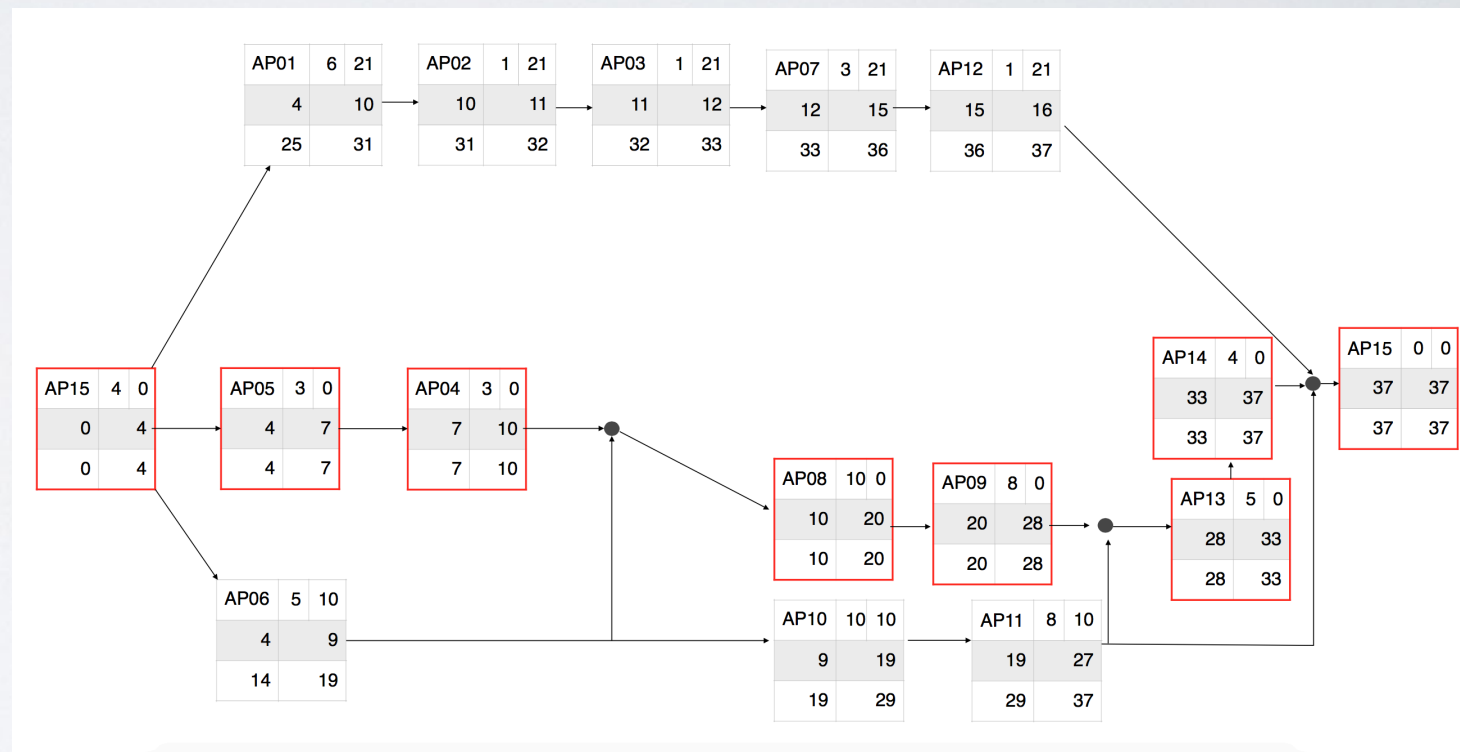 AP01 6 21
4 10
25 31
AP02 1 21
10 11
31 32
AP03 1 21
11 12
32 33
AP07 3 21
12 15
33 36
AP12 1 21
15 16
36 37
AP15 4 0
0 4
0 4
AP05 3 0
4 7
4 7
AP04 3 0
7 10
7 10
AP14 4 0
33 37
33 37
AP15 0 0
37 37
37 37
AP08 10 0
10 20
10 20
AP09 8 0
20 28
20 28
AP13 5 0
28 33
28 33
AP06 5 10
4 9
14 19
AP10 10 10
9 19
19 29
AP11 8 10
19 27
29 37